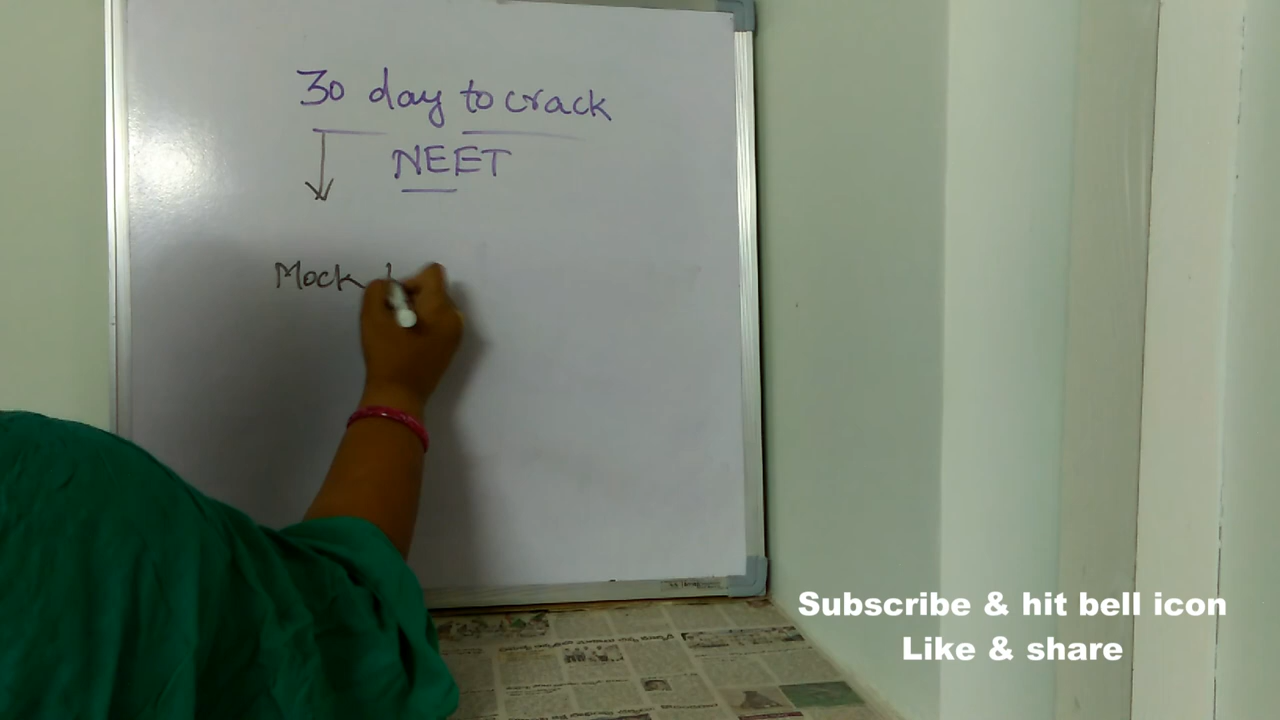 30 day to crack
NEET
Mock
Subscribe & hit bell icon
Like & share